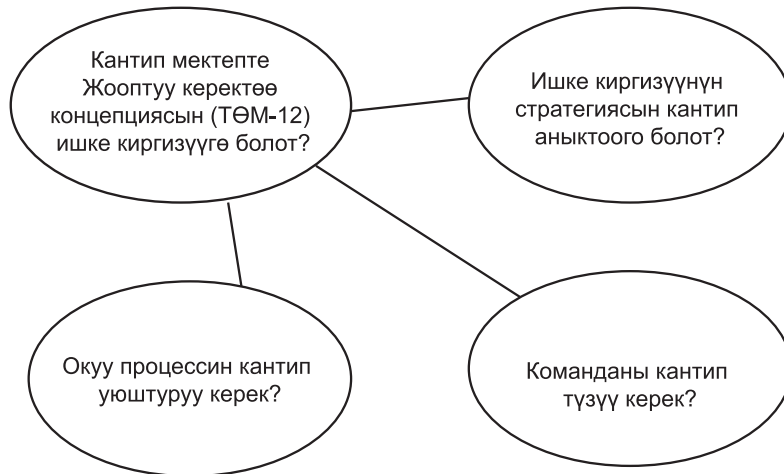 Кантип мектепте
Жооптуу керектөө
концепциясын (ТӨМ-12)
ишке киргизүүгө болот?
Ишке киргизүүнүн
стратегиясын кантип
аныктоого болот?
Окуу процессин кантип
уюштуруу керек?
Команданы кантип
түзүү керек?